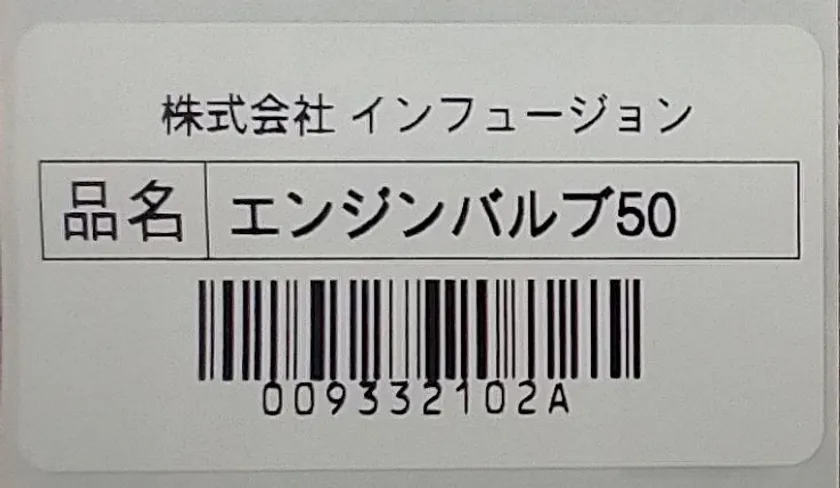 株式会社 インフュージョン
品名 エンジンバルブ50
009332102A